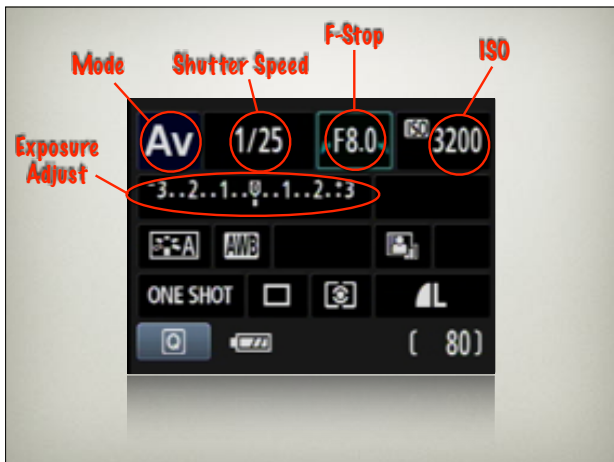 F-Stop
Mode
Shutter Speed
ISO
Exposure
Adjust
Av 1/25 F8.0 ISO 3200
-3..2..1..0..1..2.:+3
A AWB
ONE SHOT L
Q [ 80]